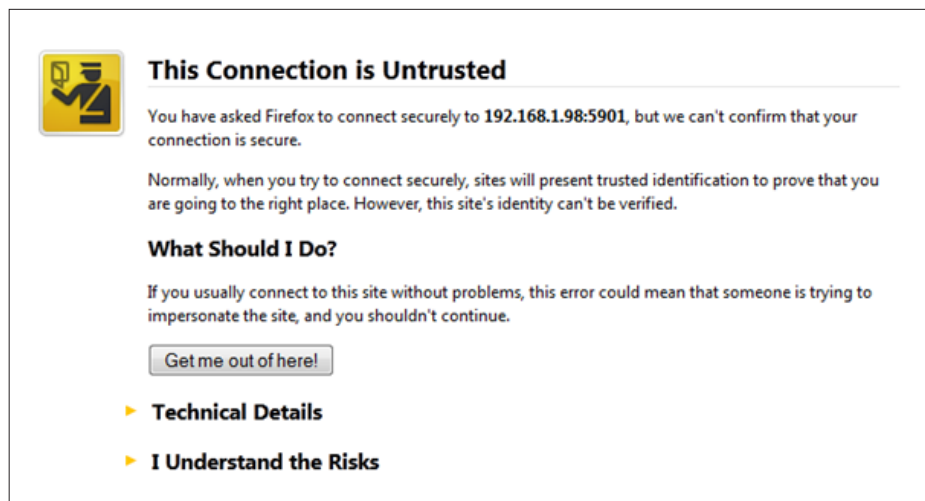 This Connection is Untrusted
You have asked Firefox to connect securely to 192.168.1.98:5901, but we can't confirm that your
connection is secure.
Normally, when you try to connect securely, sites will present trusted identification to prove that you
are going to the right place. However, this site's identity can't be verified.
What Should I Do?
If you usually connect to this site without problems, this error could mean that someone is trying to
impersonate the site, and you shouldn't continue.
Get me out of here!
Technical Details
I Understand the Risks